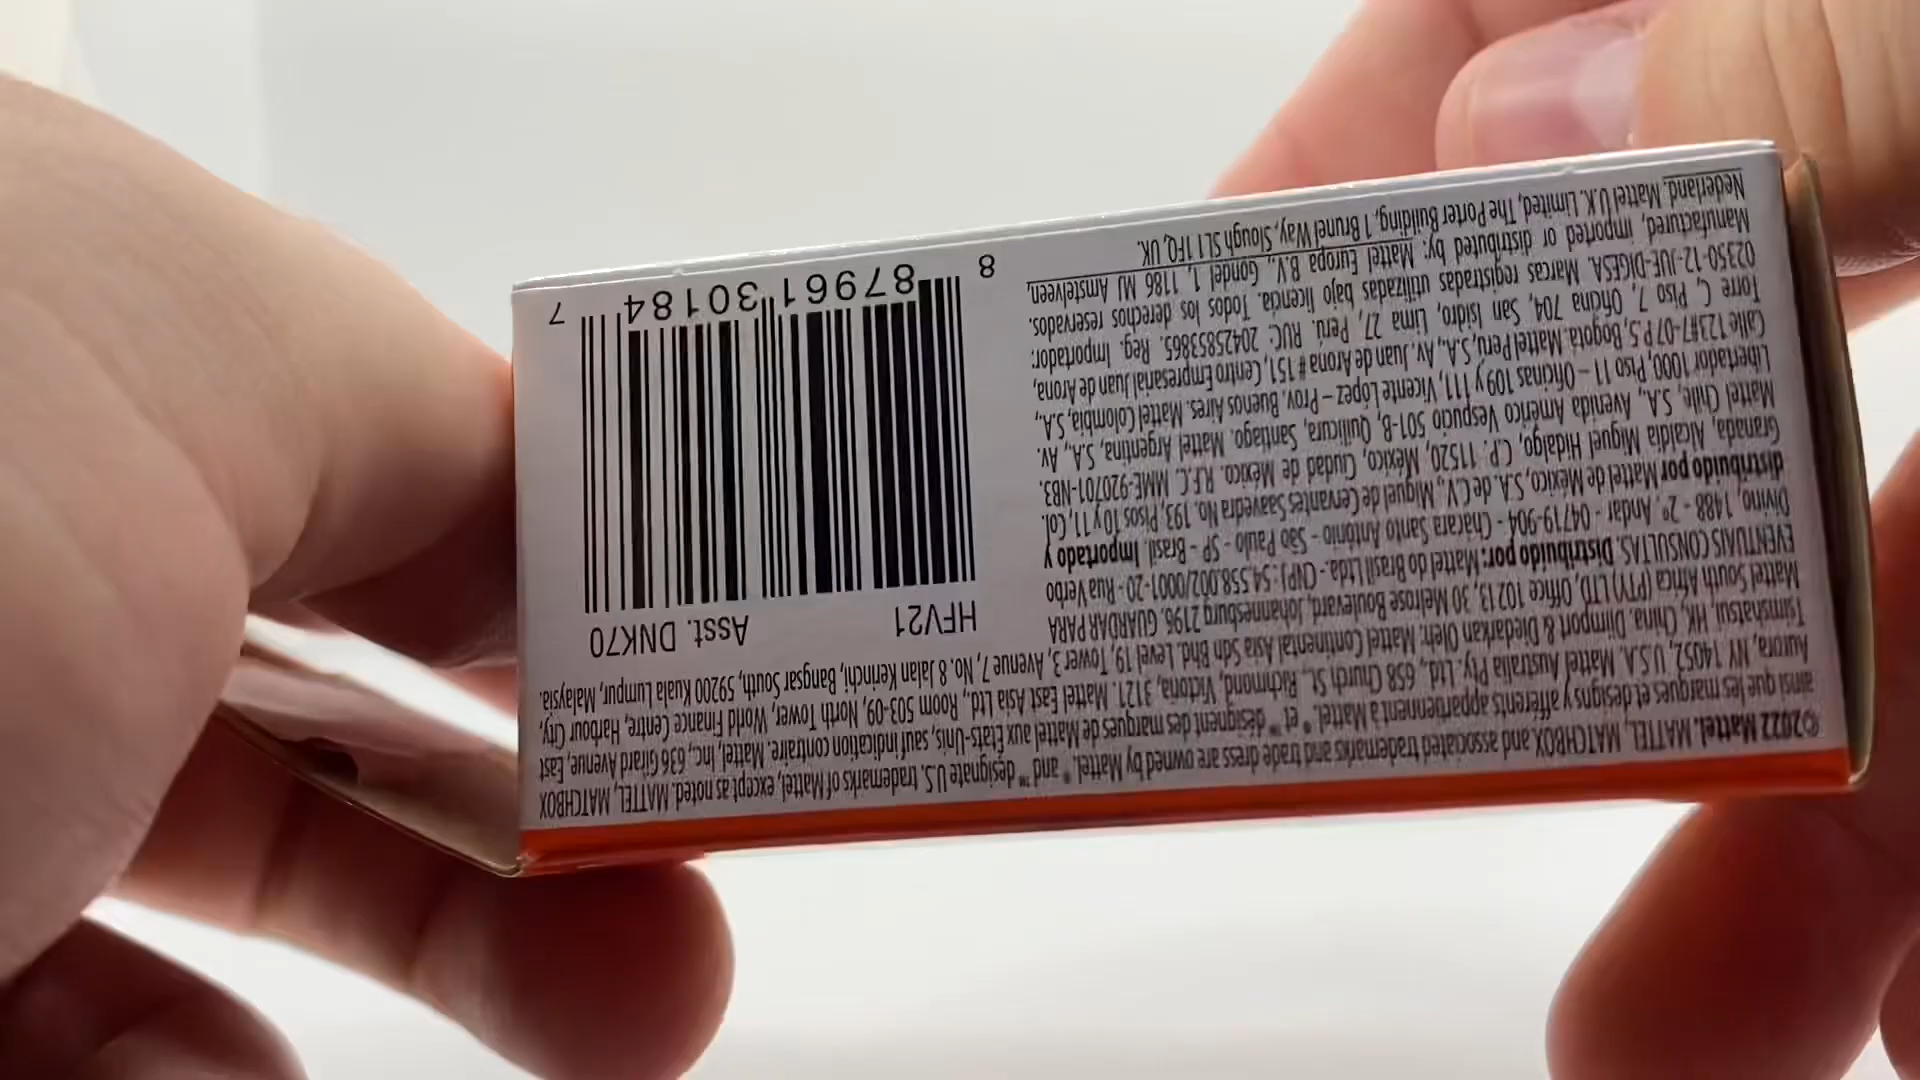 ©2022 Mattel. MATTEL, MATCHBOX and associated trademarks and trade dress are owned by Mattel. ® and ™ designate U.S. trademarks of Mattel, except as noted. MATTEL, MATCHBOX
ainsi que les marques et designs y afférents appartiennent à Mattel. ® et ™ désignent des marques de Mattel aux États-Unis, sauf indication contraire. Mattel, Inc., 636 Girard Avenue, East
Aurora, NY 14052, U.S.A. Mattel Australia Pty. Ltd., 658 Church St., Richmond, Victoria, 3121. Mattel East Asia Ltd., Room 503-09, North Tower, World Finance Centre, Harbour City,
Tsimshatsui, HK, China. Diimport & Diedarkan Oleh: Mattel Continental Asia Sdn Bhd. Level 19, Tower 3, Avenue 7, No. 8 Jalan Kerinchi, Bangsar South, 59200 Kuala Lumpur, Malaysia.
Mattel South Africa (PTY) LTD, Office 102 I3, 30 Melrose Boulevard, Johannesburg 2196. GUARDAR PARA
EVENTUAIS CONSULTAS. Distribuído por: Mattel do Brasil Ltda.- CNPJ : 54.558.002/0001-20 - Rua Verbo
Divino, 1488 - 2º. Andar - 04719-904 - Chácara Santo Antônio - São Paulo - SP - Brasil. Importado y
distribuido por Mattel de México, S.A. de C.V., Miguel de Cervantes Saavedra No. 193, Pisos 10 y 11, Col.
Granada, Alcaldía Miguel Hidalgo, C.P. 11520, México, Ciudad de México. R.F.C. MME-920701-NB3.
Mattel Chile, S.A., Avenida Américo Vespucio 501-B, Quilicura, Santiago. Mattel Argentina, S.A., Av.
Libertador 1000, Piso 11 – Oficinas 109 y 111, Vicente López – Prov. Buenos Aires. Mattel Colombia, S.A.,
Calle 123#7-07 P.5, Bogotá. Mattel Perú, S.A., Av. Juan de Arona # 151, Centro Empresarial Juan de Arona,
Torre C, Piso 7, Oficina 704, San Isidro, Lima 27, Perú. RUC: 20425853865. Reg. Importador:
02350-12-JUE-DIGESA. Marcas registradas utilizadas bajo licencia. Todos los derechos reservados.
Manufactured, imported or distributed by: Mattel Europa B.V., Gondel 1, 1186 MJ Amstelveen,
Nederland. Mattel U.K. Limited, The Porter Building, 1 Brunel Way, Slough SL1 1FQ, UK.
HFV21 Asst. DNK70
8 87961 30184 7